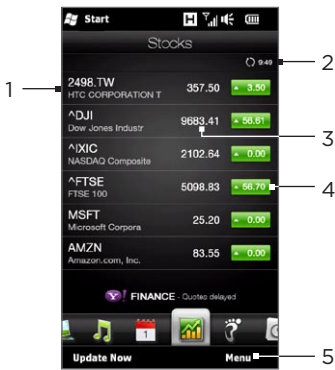 Start H
Stocks
9:49 2
1 2498.TW 357.50 3.50
HTC CORPORATION T
^DJI 9683.41 56.61
Dow Jones Industr
3
^IXIC 2102.64 0.00
NASDAQ Composite
^FTSE 5098.83 56.70 4
FTSE 100
MSFT 25.20 0.00
Microsoft Corpora
AMZN 83.55 0.00
Amazon.com, Inc.
Y! FINANCE - Quotes delayed
1
Update Now Menu 5